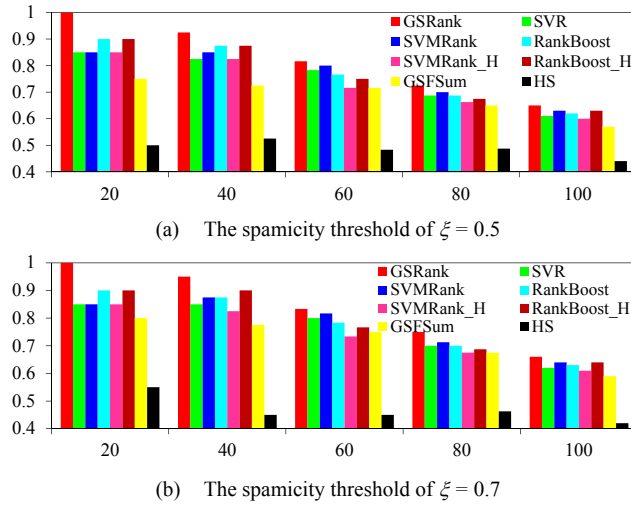 1
0.9
0.8
0.7
0.6
0.5
0.4
GSRank SVR
SVMRank RankBoost
SVMRank_H RankBoost_H
GSFSum HS
20 40 60 80 100
(a) The spamicity threshold of ξ = 0.5
1
0.9
0.8
0.7
0.6
0.5
0.4
GSRank SVR
SVMRank RankBoost
SVMRank_H RankBoost_H
GSFSum HS
20 40 60 80 100
(b) The spamicity threshold of ξ = 0.7